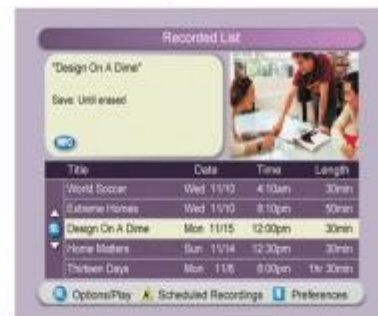 Recorded List
"Design On A Dime"
Save: Until erased
INFO
Title Date Time Length
World Soccer Wed 11/10 4:10am 30min
Extreme Homes Wed 11/10 8:10pm 50min
Design On A Dime Mon 11/15 12:00pm 30min
Home Matters Sun 11/14 12:30pm 30min
Thirteen Days Mon 11/8 8:00pm 1hr 30min
Options/Play A Scheduled Recordings Preferences